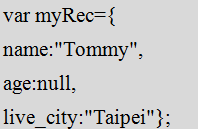 var myRec={
name:"Tommy",
age:null,
live_city:"Taipei"};